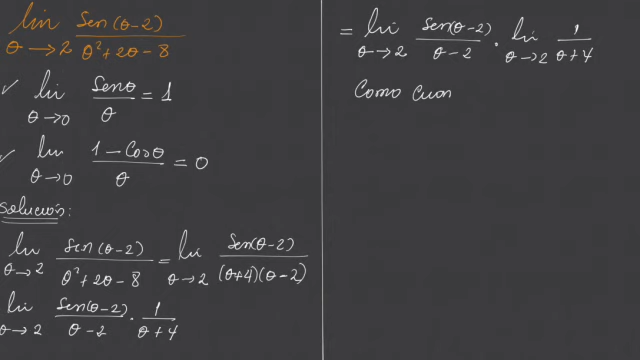 lim Sen(θ-2)/θ²+2θ-8
θ→2
✓ lim Senθ/θ = 1
θ→0
✓ lim 1-Cosθ/θ = 0
θ→0
Solución:
lim Sen(θ-2)/θ²+2θ-8 = lim Sen(θ-2)/(θ+4)(θ-2)
θ→2 θ→2
lim Sen(θ-2)/θ-2 · 1/θ+4
θ→2
= lim Sen(θ-2)/θ-2 · lim 1/θ+4
θ→2 θ→2
Como Cuan